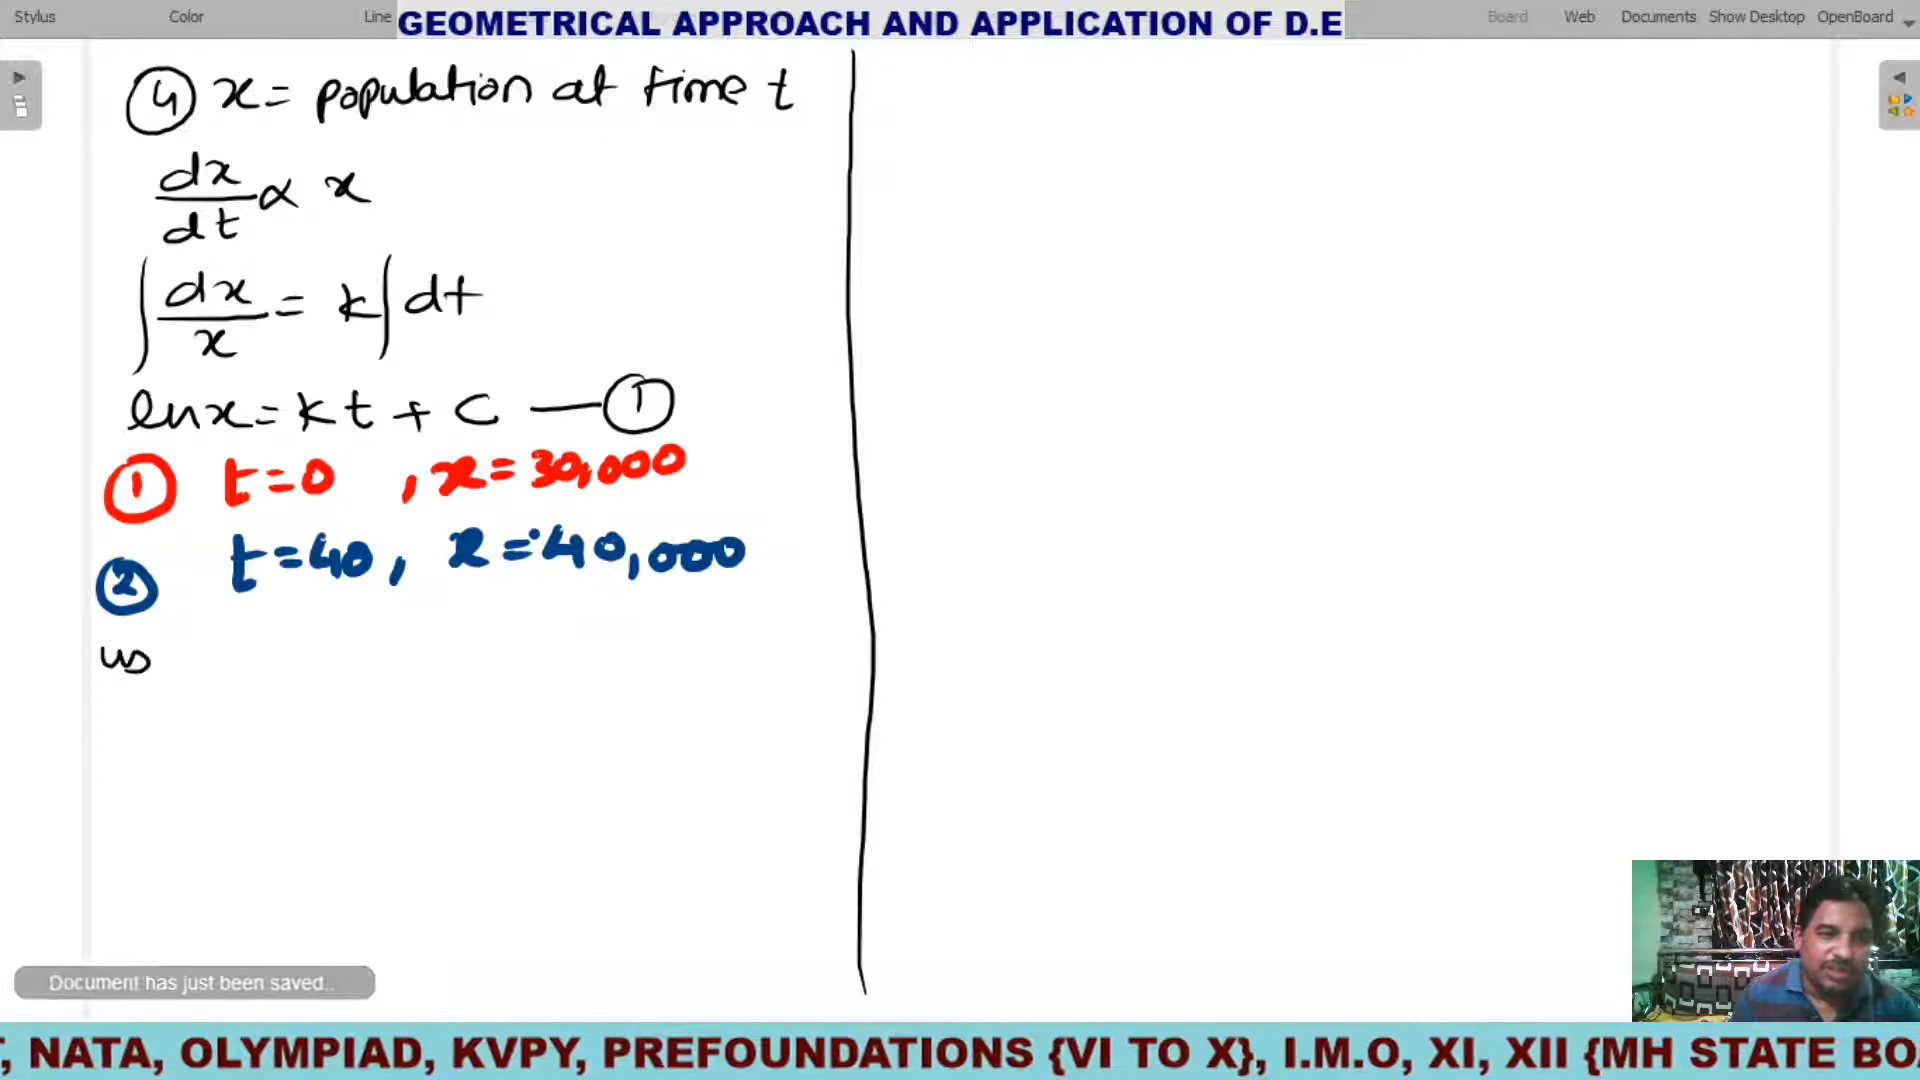 Stylus Color Line GEOMETRICAL APPROACH AND APPLICATION OF D.E Board Web Documents Show Desktop OpenBoard
④ x = population at time t
dx/dt ∝ x
∫ dx/x = k ∫ dt
ln x = kt + c — ①
① t = 0 , x = 30,000
② t = 40 , x = 40,000
us
Document has just been saved..
, NATA, OLYMPIAD, KVPY, PREFOUNDATIONS {VI TO X}, I.M.O, XI, XII {MH STATE BO